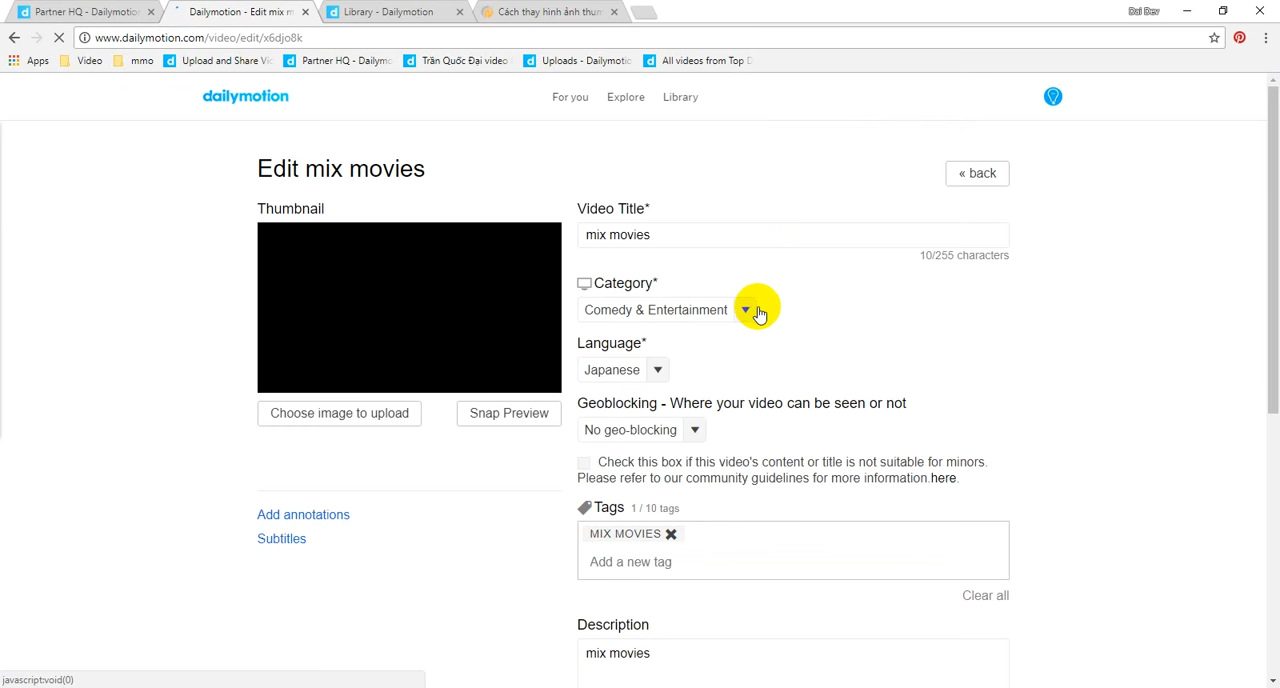 Partner HQ - Dailymotion
Dailymotion - Edit mix m
Library - Dailymotion
Cách thay hình ảnh thum
Dai Dev
www.dailymotion.com/video/edit/x6djo8k
Apps
Video
mmo
Upload and Share Vi
Partner HQ - Dailymo
Trần Quốc Đại video
Uploads - Dailymotio
All videos from Top D
dailymotion
For you
Explore
Library
Edit mix movies
« back
Thumbnail
Video Title*
mix movies
10/255 characters
Category*
Comedy & Entertainment
Language*
Japanese
Geoblocking - Where your video can be seen or not
Choose image to upload
Snap Preview
No geo-blocking
Check this box if this video's content or title is not suitable for minors.
Please refer to our community guidelines for more information.here.
Tags 1 / 10 tags
Add annotations
MIX MOVIES
Subtitles
Add a new tag
Clear all
Description
mix movies
javascript:void(0)